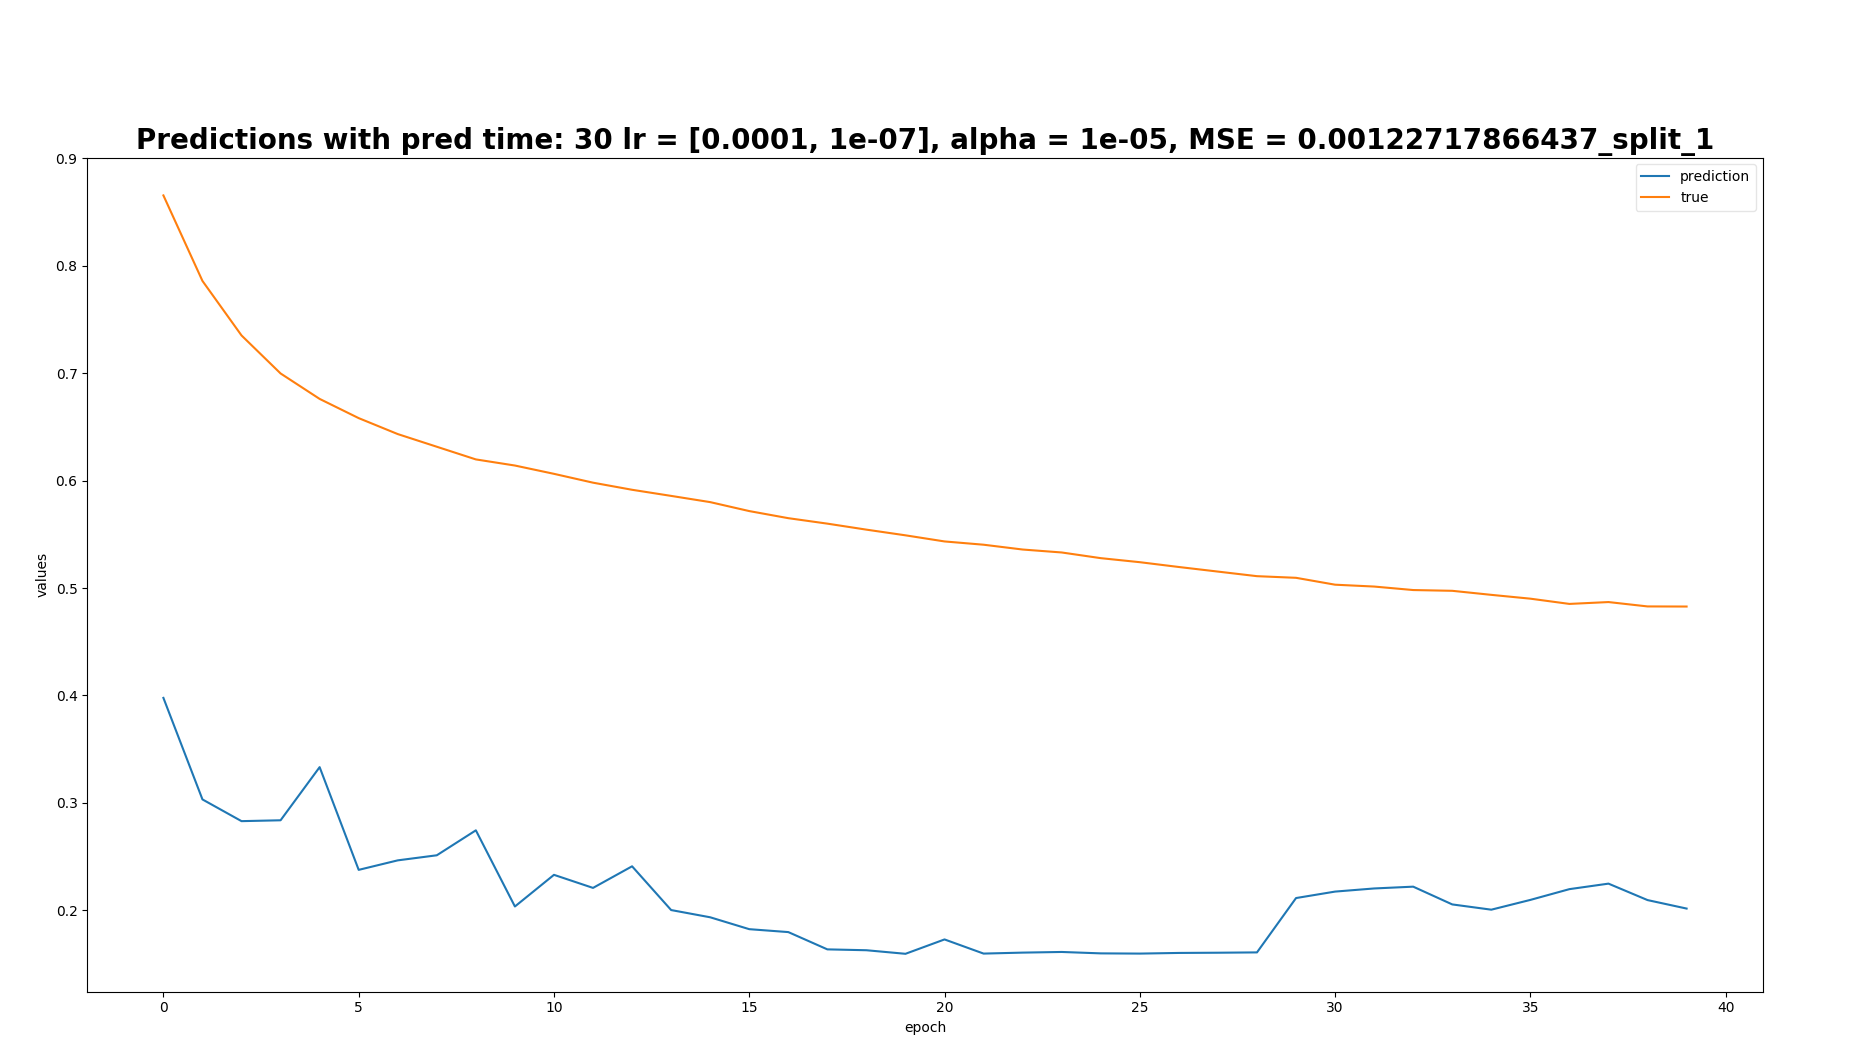 Predictions with pred time: 30 lr = [0.0001, 1e-07], alpha = 1e-05, MSE = 0.00122717866437_split_1
prediction
true
0.9
0.8
0.7
0.6
0.5
0.4
0.3
0.2
values
0 5 10 15 20 25 30 35 40
epoch